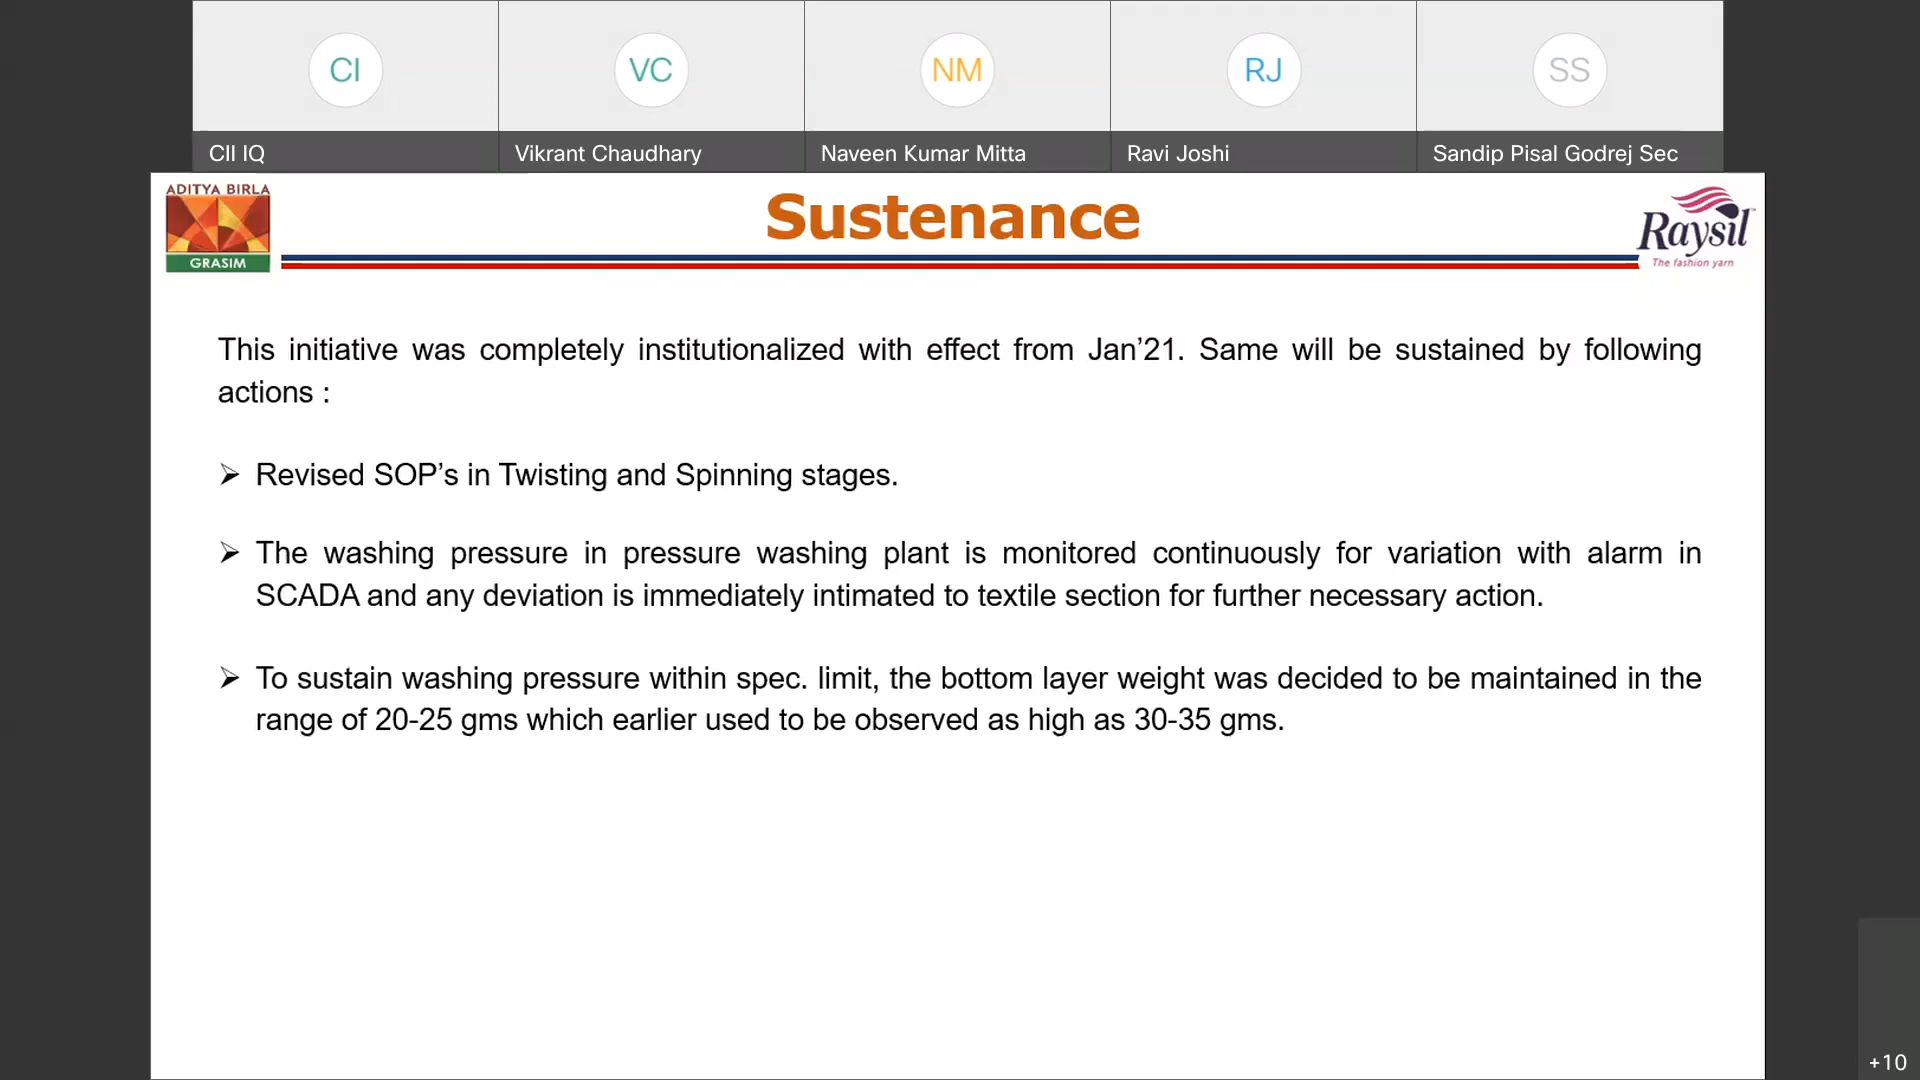 CI
VC
NM
RJ
SS
CII IQ
Vikrant Chaudhary
Naveen Kumar Mitta
Ravi Joshi
Sandip Pisal Godrej Sec
ADITYA BIRLA
GRASIM
Sustenance
Raysil
The fashion yarn
This initiative was completely institutionalized with effect from Jan’21. Same will be sustained by following
actions :
➢ Revised SOP’s in Twisting and Spinning stages.
➢ The washing pressure in pressure washing plant is monitored continuously for variation with alarm in
SCADA and any deviation is immediately intimated to textile section for further necessary action.
➢ To sustain washing pressure within spec. limit, the bottom layer weight was decided to be maintained in the
range of 20-25 gms which earlier used to be observed as high as 30-35 gms.
+10